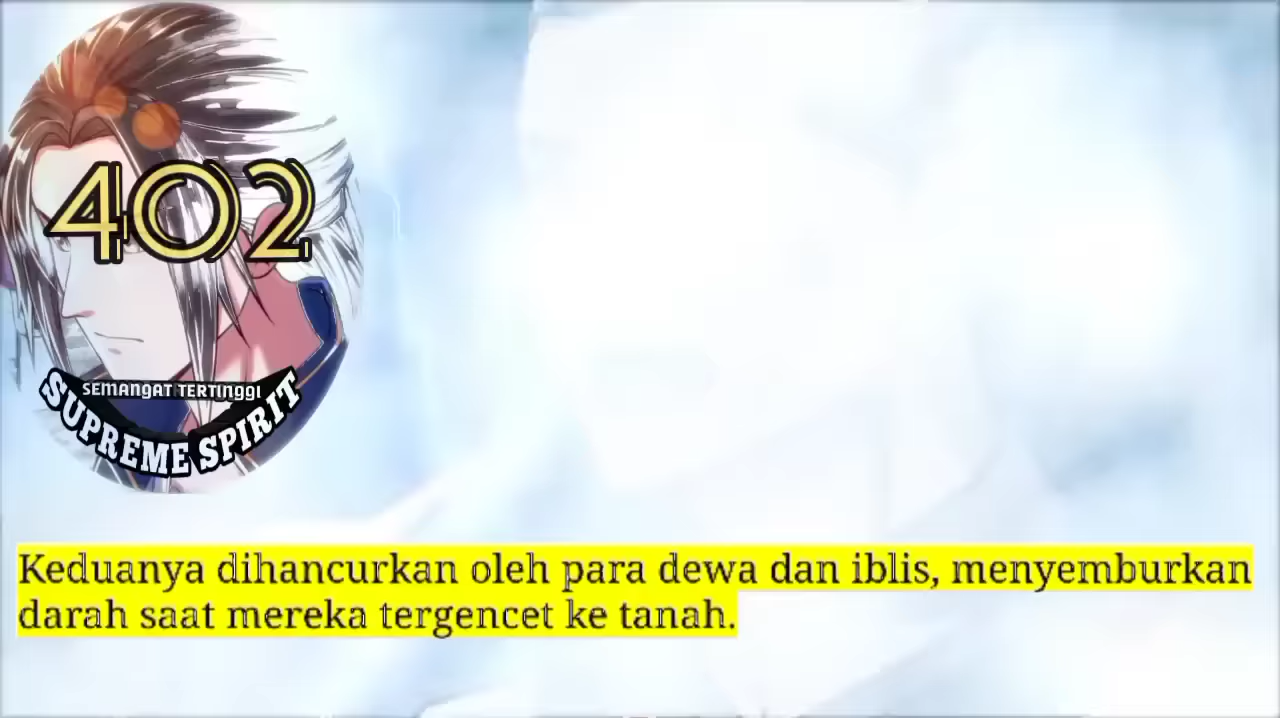 402
SEMANGAT TERTINGGI
SUPREME SPIRIT
Keduanya dihancurkan oleh para dewa dan iblis, menyemburkan
darah saat mereka tergencet ke tanah.